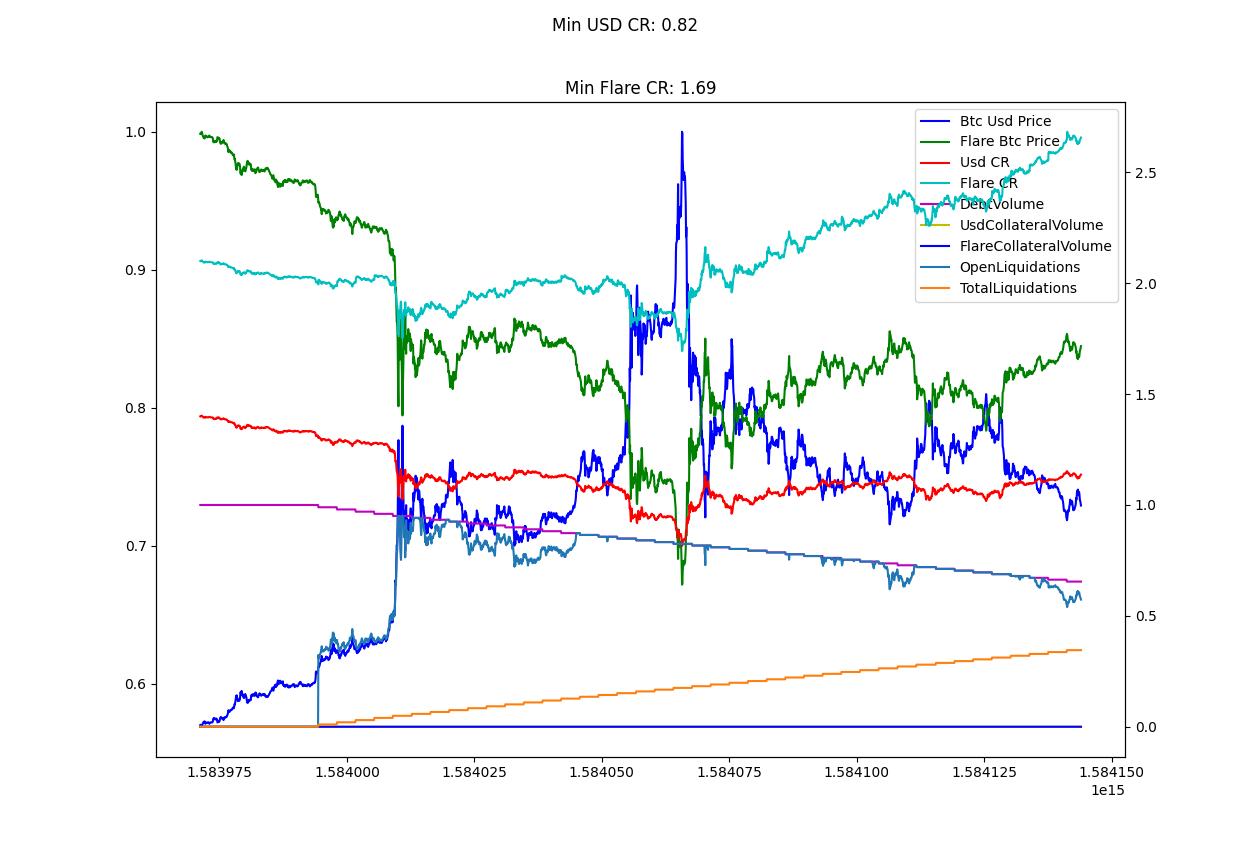 Min USD CR: 0.82
Min Flare CR: 1.69
1.0
0.9
0.8
0.7
0.6
Btc Usd Price
Flare Btc Price
Usd CR
Flare CR
DebtVolume
UsdCollateralVolume
FlareCollateralVolume
OpenLiquidations
TotalLiquidations
2.5
2.0
1.5
1.0
0.5
0.0
1.583975 1.584000 1.584025 1.584050 1.584075 1.584100 1.584125 1.584150
1e15